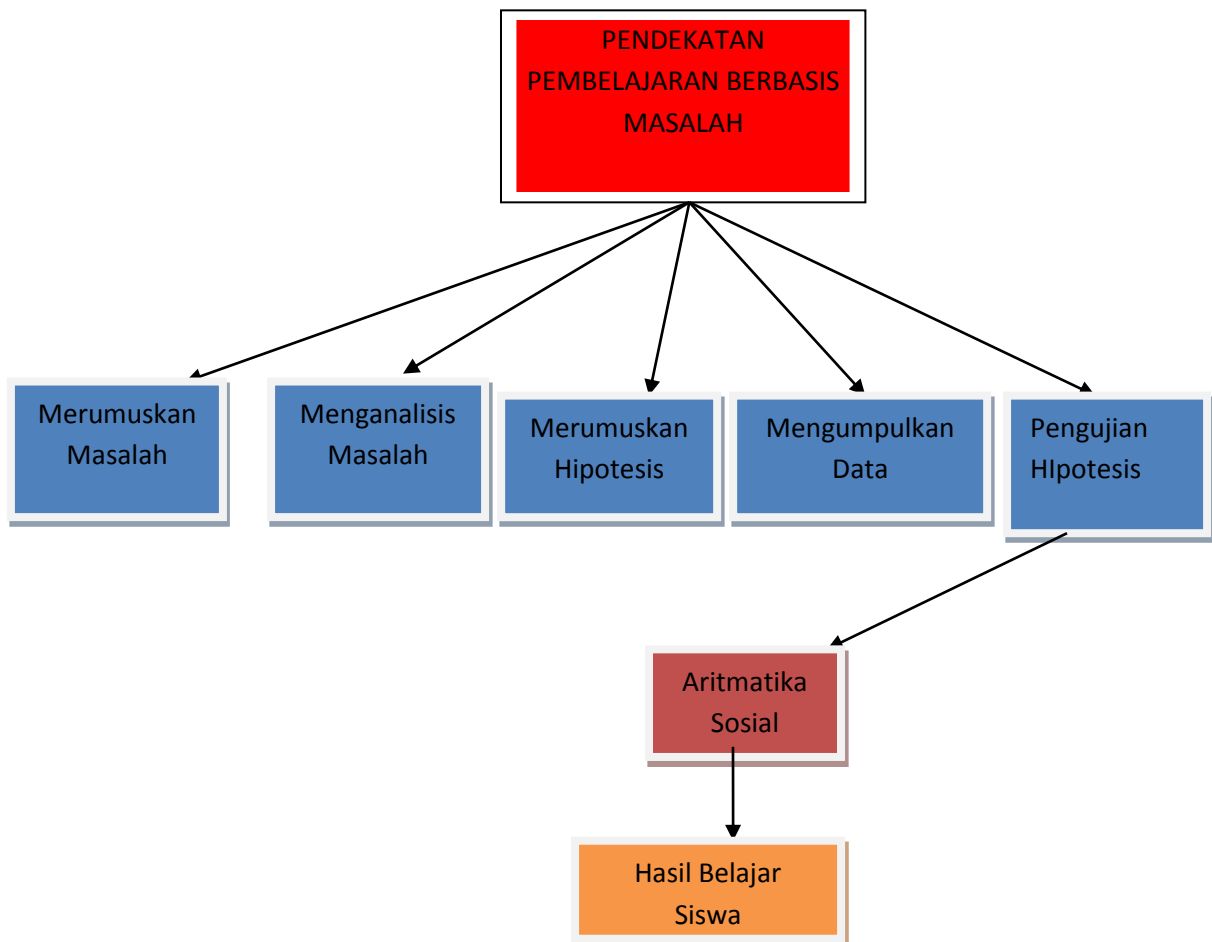 PENDEKATAN
PEMBELAJARAN BERBASIS
MASALAH
Merumuskan
Masalah
Menganalisis
Masalah
Merumuskan
Hipotesis
Mengumpulkan
Data
Pengujian
HIpotesis
Aritmatika
Sosial
Hasil Belajar
Siswa